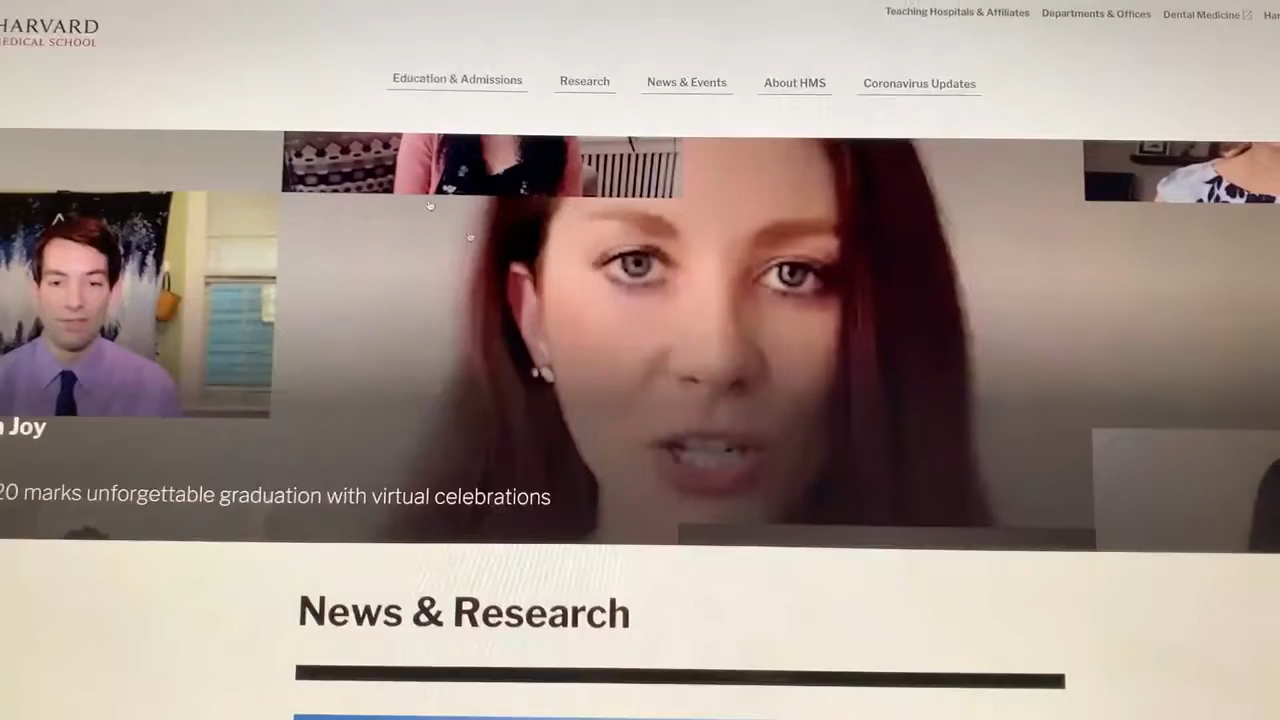 HARVARD
MEDICAL SCHOOL
Teaching Hospitals & Affiliates Departments & Offices Dental Medicine
Education & Admissions Research News & Events About HMS Coronavirus Updates
Joy
20 marks unforgettable graduation with virtual celebrations
News & Research